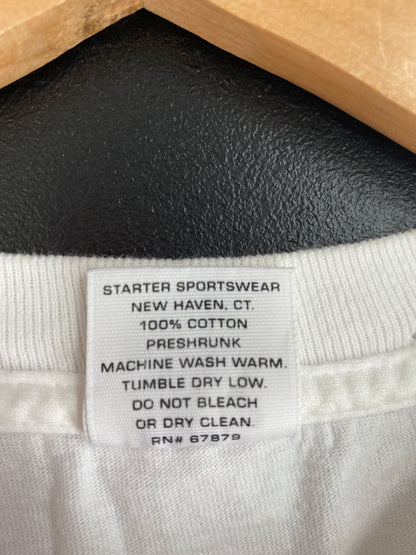 STARTER SPORTSWEAR
NEW HAVEN, CT.
100% COTTON
PRESHRUNK
MACHINE WASH WARM.
TUMBLE DRY LOW.
DO NOT BLEACH
OR DRY CLEAN.
RN# 67879